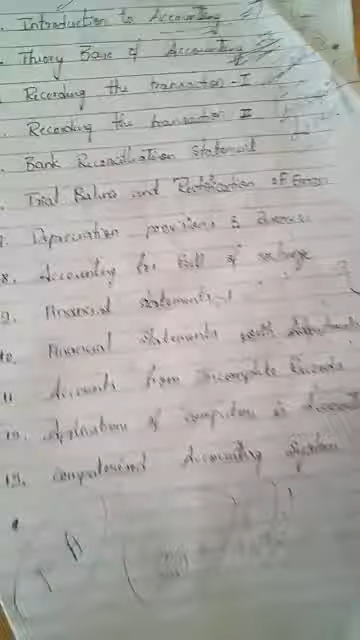 . Introduction to Accounting
. Theory Base of Accounting
. Recording the transaction - I
. Recording the transaction II
. Bank Reconciliation Statement
. Trial Balance and Rectification of Errors
7. Depreciation provisions &
8. Accounting for Bill of exchange
9. Financial statements - I
10. Financial statements with
11 Accounts from Incomplete Records
12. Application of computer in
13. computerised Accounting System